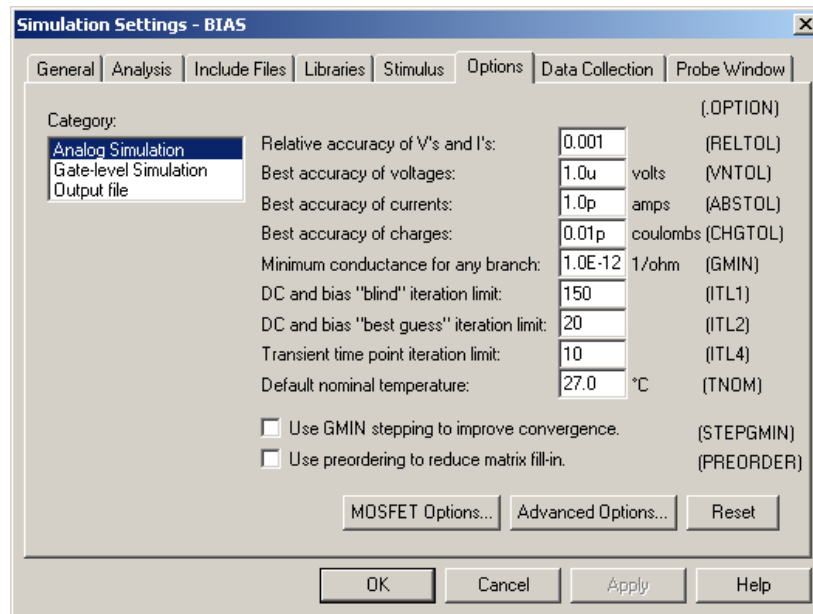 Simulation Settings - BIAS
General Analysis Include Files Libraries Stimulus Options Data Collection Probe Window
(.OPTION)
Category:
Analog Simulation
Gate-level Simulation
Output file
Relative accuracy of V's and I's: 0.001 (RELTOL)
Best accuracy of voltages: 1.0u volts (VNTOL)
Best accuracy of currents: 1.0p amps (ABSTOL)
Best accuracy of charges: 0.01p coulombs (CHGTOL)
Minimum conductance for any branch: 1.0E-12 1/ohm (GMIN)
DC and bias "blind" iteration limit: 150 (ITL1)
DC and bias "best guess" iteration limit: 20 (ITL2)
Transient time point iteration limit: 10 (ITL4)
Default nominal temperature: 27.0 °C (TNOM)
Use GMIN stepping to improve convergence. (STEPGMIN)
Use preordering to reduce matrix fill-in. (PREORDER)
MOSFET Options... Advanced Options... Reset
OK Cancel Apply Help